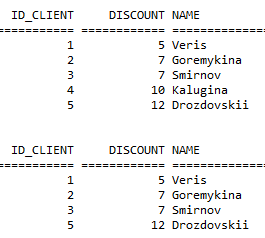 ID_CLIENT DISCOUNT NAME
=========== ============ ==============
1 5 Veris
2 7 Goremykina
3 7 Smirnov
4 10 Kalugina
5 12 Drozdovskii
ID_CLIENT DISCOUNT NAME
=========== ============ ==============
1 5 Veris
2 7 Goremykina
3 7 Smirnov
5 12 Drozdovskii